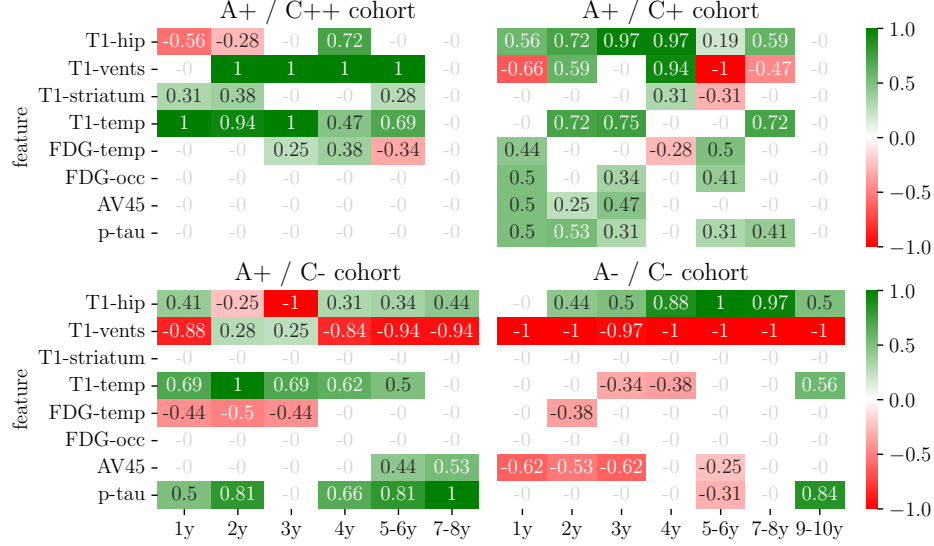 A+ / C++ cohort A+ / C+ cohort
T1-hip -0.56 -0.28 -0 0.72 -0 -0 0.56 0.72 0.97 0.97 0.19 0.59 -0
T1-vents -0 1 1 1 1 -0 -0.66 0.59 -0 0.94 -1 -0.47 -0
T1-striatum 0.31 0.38 -0 -0 0.28 -0 -0 -0 -0 0.31 -0.31 -0 -0
T1-temp 1 0.94 1 0.47 0.69 -0 -0 0.72 0.75 -0 -0 0.72 -0
FDG-temp -0 -0 0.25 0.38 -0.34 -0 0.44 -0 -0 -0.28 0.5 -0 -0
FDG-occ -0 -0 -0 -0 -0 -0 0.5 -0 0.34 -0 0.41 -0 -0
AV45 -0 -0 -0 -0 -0 -0 0.5 0.25 0.47 -0 -0 -0 -0
p-tau -0 -0 -0 -0 -0 -0 0.5 0.53 0.31 -0 0.31 0.41 -0
feature
1.0
0.5
0.0
−0.5
−1.0
A+ / C- cohort A- / C- cohort
T1-hip 0.41 -0.25 -1 0.31 0.34 0.44 -0 0.44 0.5 0.88 1 0.97 0.5
T1-vents -0.88 0.28 0.25 -0.84 -0.94 -0.94 -1 -1 -0.97 -1 -1 -1 -1
T1-striatum -0 -0 -0 -0 -0 -0 -0 -0 -0 -0 -0 -0 -0
T1-temp 0.69 1 0.69 0.62 0.5 -0 -0 -0 -0.34 -0.38 -0 -0 0.56
FDG-temp -0.44 -0.5 -0.44 -0 -0 -0 -0 -0.38 -0 -0 -0 -0 -0
FDG-occ -0 -0 -0 -0 -0 -0 -0 -0 -0 -0 -0 -0 -0
AV45 -0 -0 -0 -0 0.44 0.53 -0.62 -0.53 -0.62 -0 -0.25 -0 -0
p-tau 0.5 0.81 -0 0.66 0.81 1 -0 -0 -0 -0 -0.31 -0 0.84
feature
1y 2y 3y 4y 5-6y 7-8y 1y 2y 3y 4y 5-6y 7-8y 9-10y
1.0
0.5
0.0
−0.5
−1.0